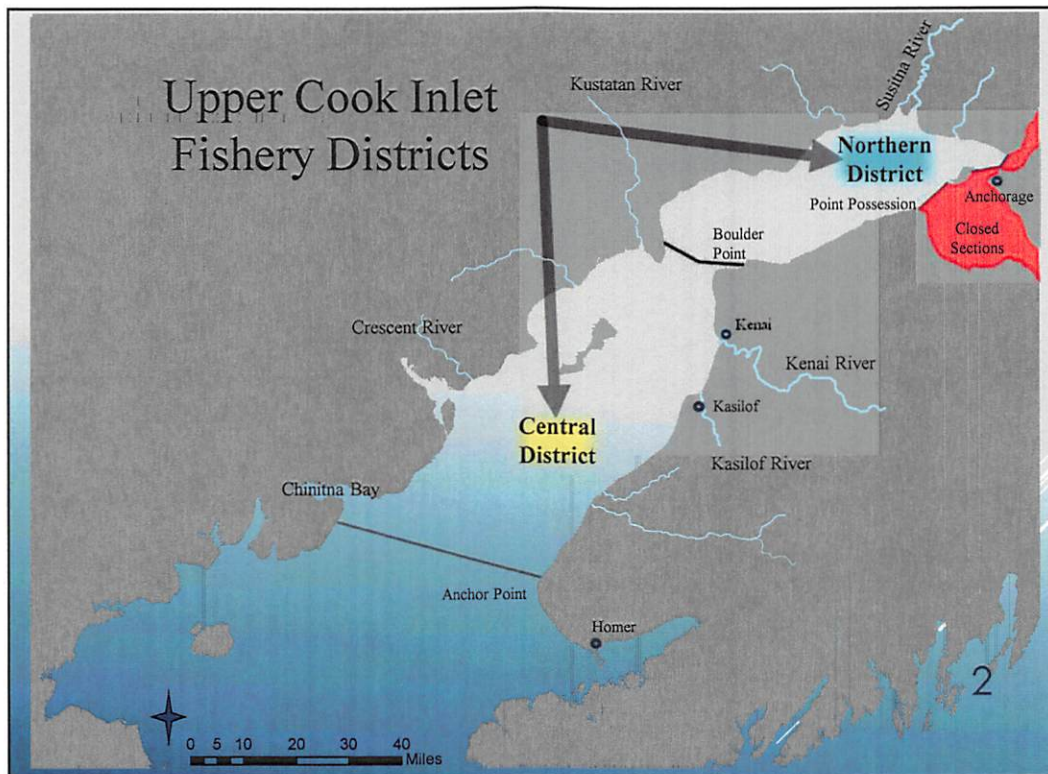 Upper Cook Inlet
Fishery Districts
Kustatan River
Susitna River
Northern
District
Point Possession
Anchorage
Closed
Sections
Boulder
Point
Crescent River
Kenai
Kenai River
Kasilof
Central
District
Kasilof River
Chinitna Bay
Anchor Point
Homer
2
0 5 10 20 30 40
Miles